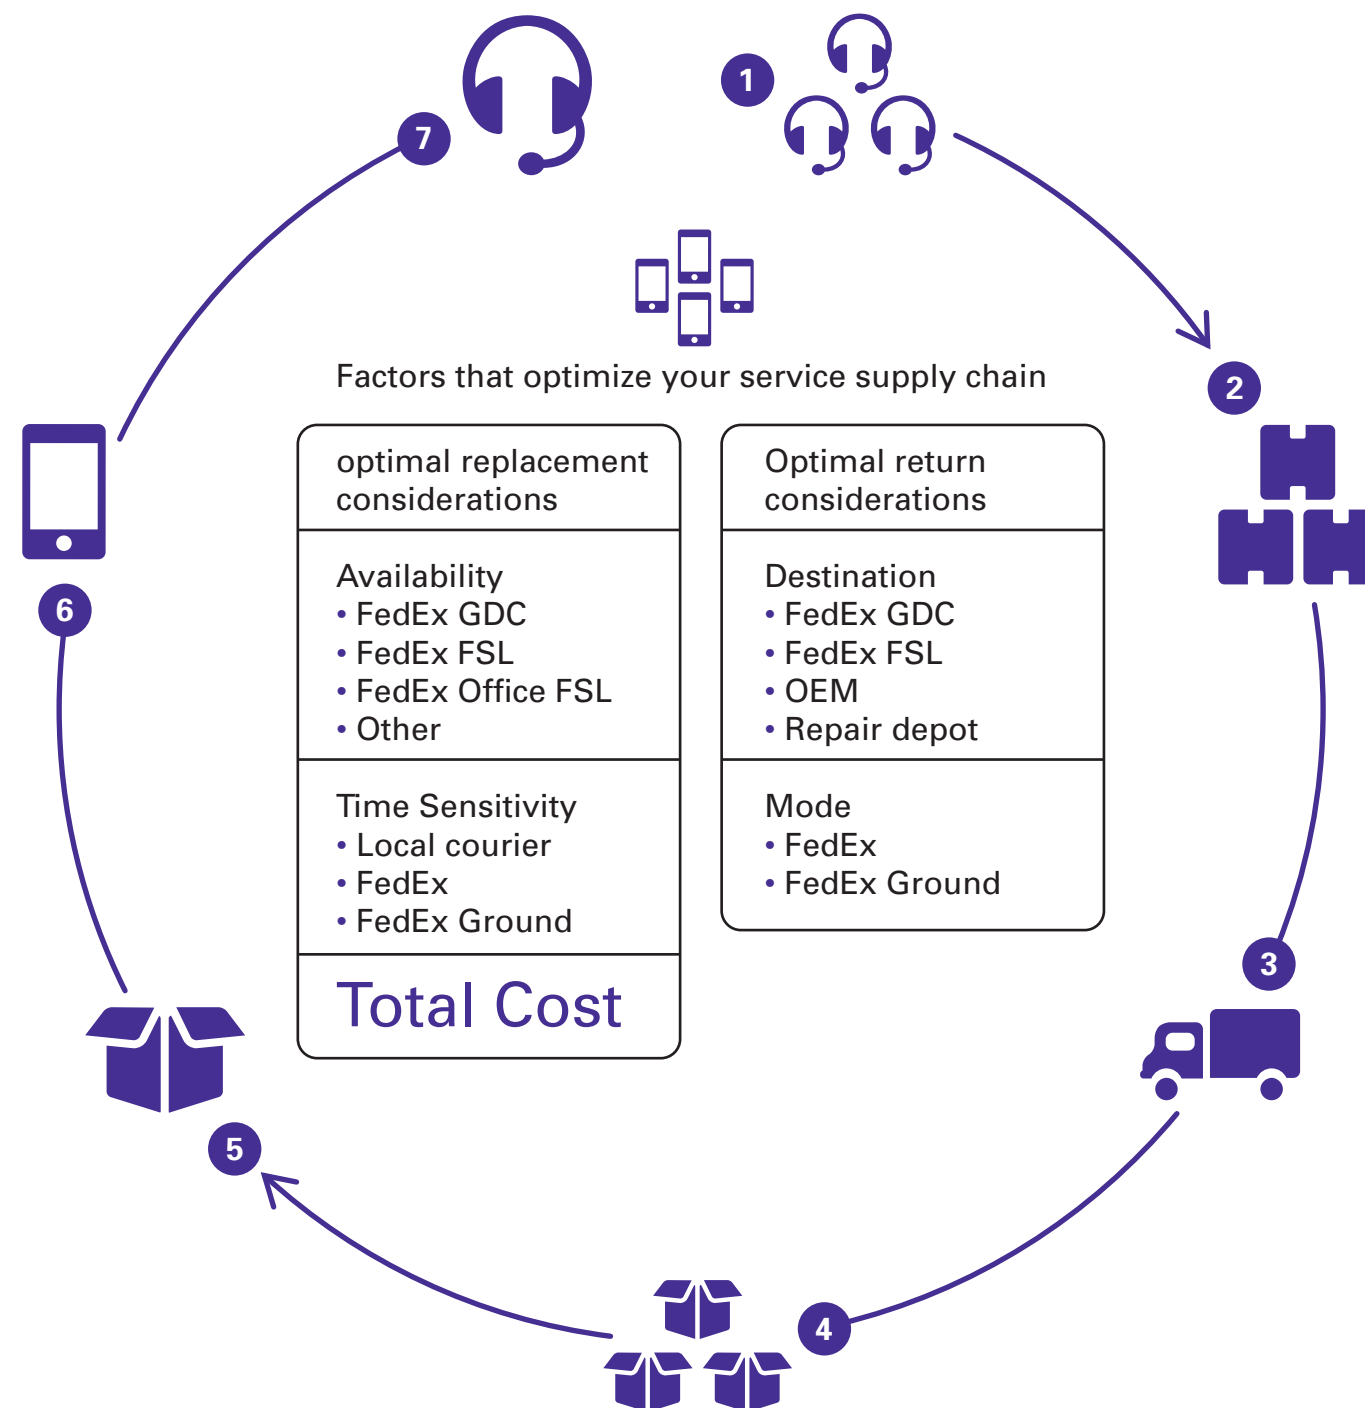 7
1
Factors that optimize your service supply chain
2
optimal replacement
considerations
Availability
• FedEx GDC
• FedEx FSL
• FedEx Office FSL
• Other
Time Sensitivity
• Local courier
• FedEx
• FedEx Ground
Total Cost
Optimal return
considerations
Destination
• FedEx GDC
• FedEx FSL
• OEM
• Repair depot
Mode
• FedEx
• FedEx Ground
6
3
5
4